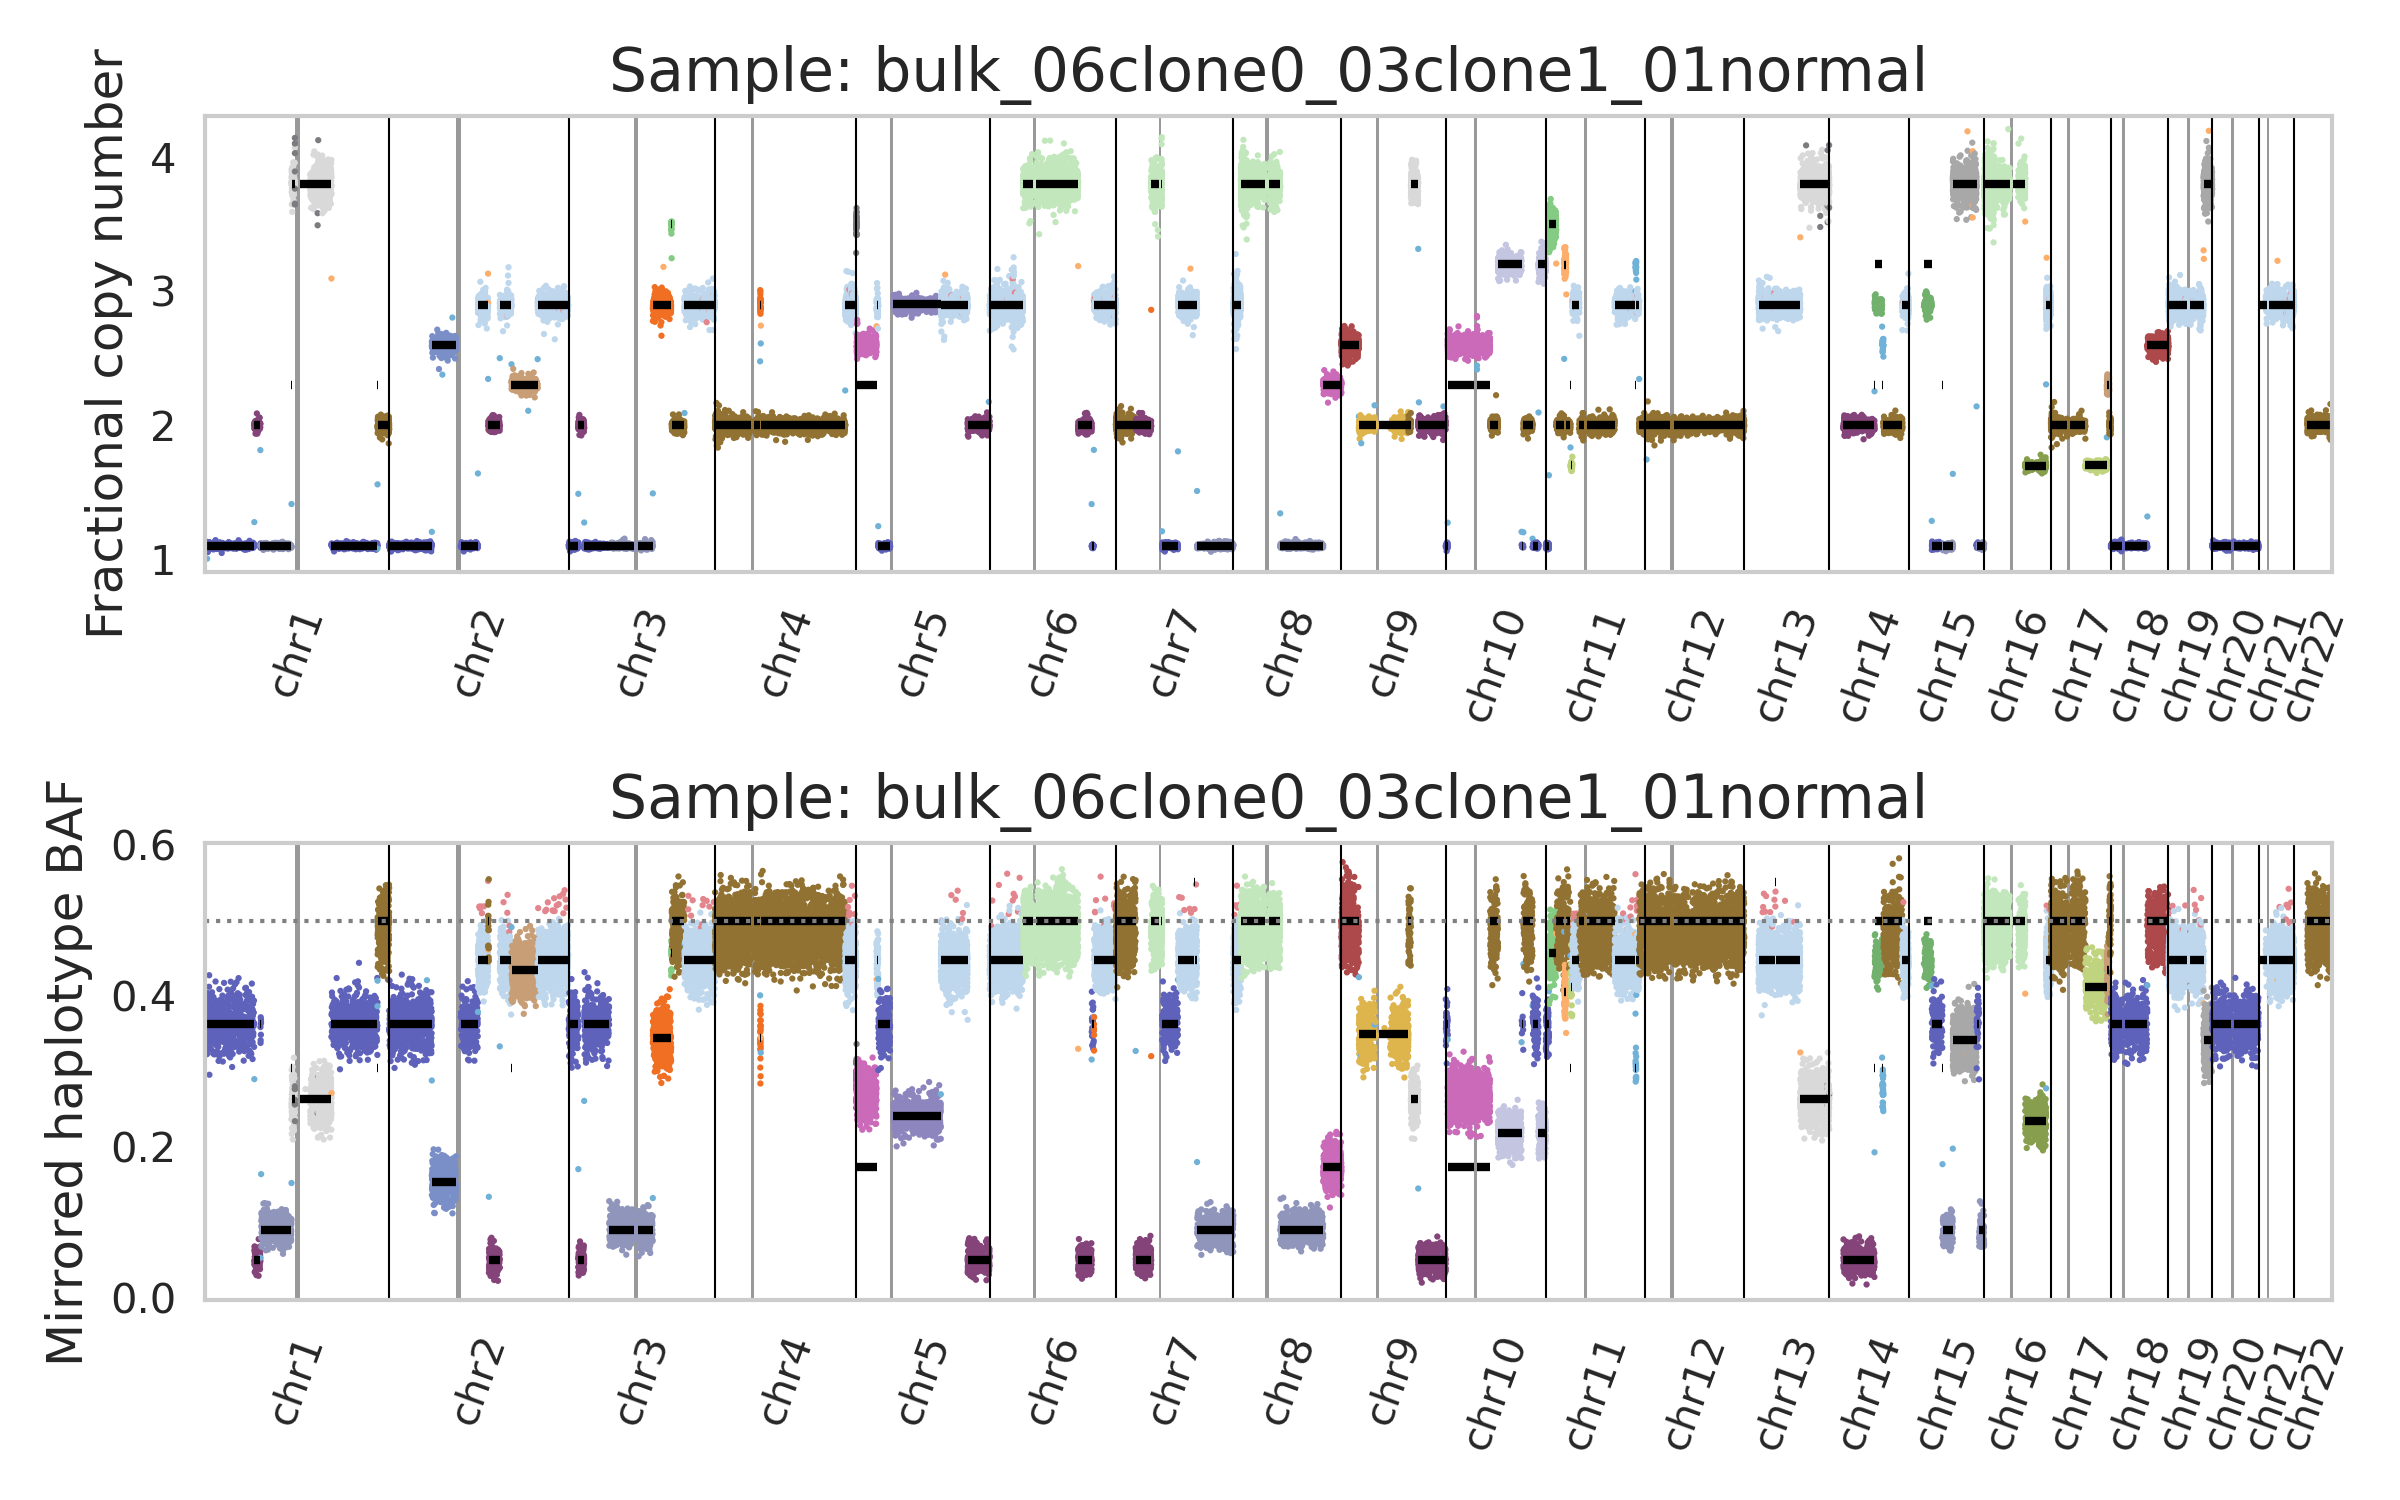 Sample: bulk_06clone0_03clone1_01normal
Fractional copy number
4
3
2
1
chr1
chr2
chr3
chr4
chr5
chr6
chr7
chr8
chr9
chr10
chr11
chr12
chr13
chr14
chr15
chr16
chr17
chr18
chr19
chr20
chr21
chr22
Sample: bulk_06clone0_03clone1_01normal
Mirrored haplotype BAF
0.6
0.4
0.2
0.0
chr1
chr2
chr3
chr4
chr5
chr6
chr7
chr8
chr9
chr10
chr11
chr12
chr13
chr14
chr15
chr16
chr17
chr18
chr19
chr20
chr21
chr22